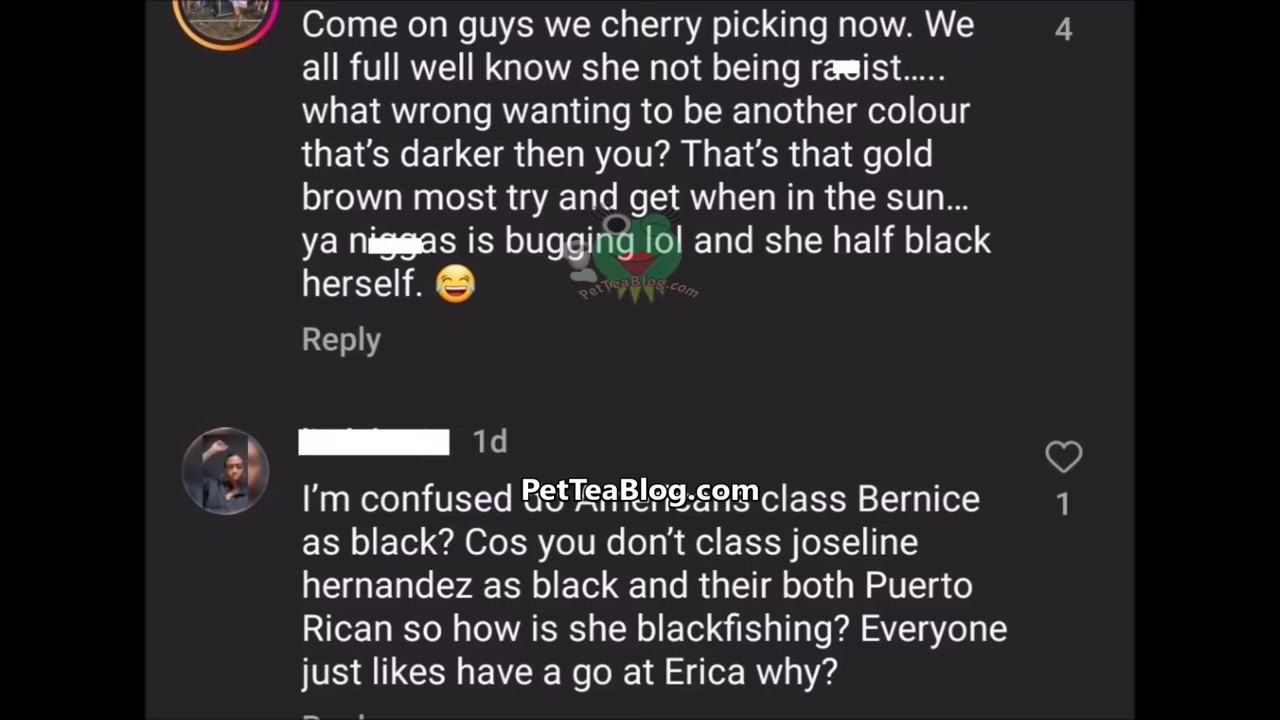 Come on guys we cherry picking now. We
4
all full well know she not being racist.....
what wrong wanting to be another colour
that's darker then you? That's that gold
brown most try and get when in the sun...
ya niggas is bugging lol and she half black
herself. 😂
PetTeaBlog.com
Reply
1d
PetTeaBlog.com
I'm confused do Americans class Bernice
1
as black? Cos you don't class joseline
hernandez as black and their both Puerto
Rican so how is she blackfishing? Everyone
just likes have a go at Erica why?